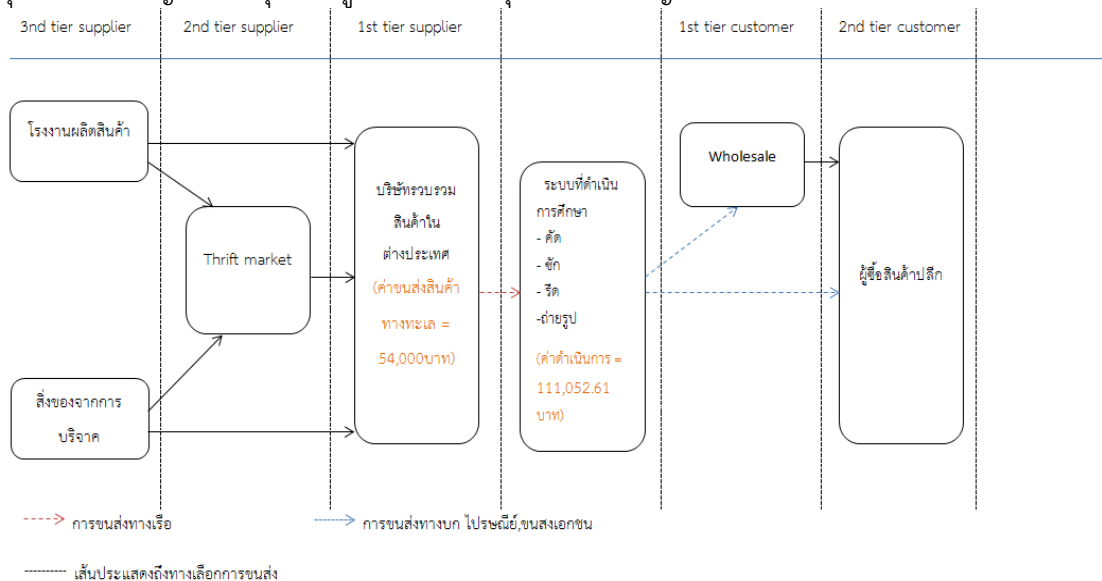 3nd tier supplier
2nd tier supplier
1st tier supplier
1st tier customer
2nd tier customer
โรงงานผลิตสินค้า
Thrift market
สิ่งของจากการ
บริจาค
บริษัทรวบรวม
สินค้าใน
ต่างประเทศ
(ค่าขนส่งสินค้า
ทางทะเล =
54,000บาท)
ระบบที่ดำเนิน
การศึกษา
- คัด
- ซัก
- รีด
-ถ่ายรูป
(ค่าดำเนินการ =
111,052.61
บาท)
Wholesale
ผู้ซื้อสินค้าปลีก
การขนส่งทางเรือ
การขนส่งทางบก ไปรษณีย์,ขนสงเอกชน
เส้นประแสดงถึงทางเลือกการขนส่ง